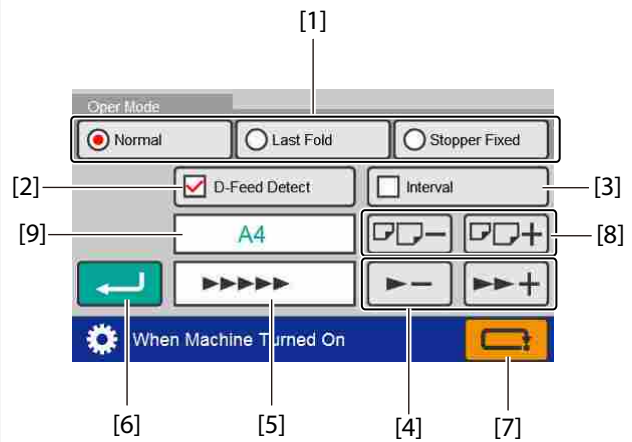 [1]
Oper Mode
Normal Last Fold Stopper Fixed
[2] D-Feed Detect Interval [3]
[9] A4 [8]
When Machine Turned On
[6] [5] [4] [7]